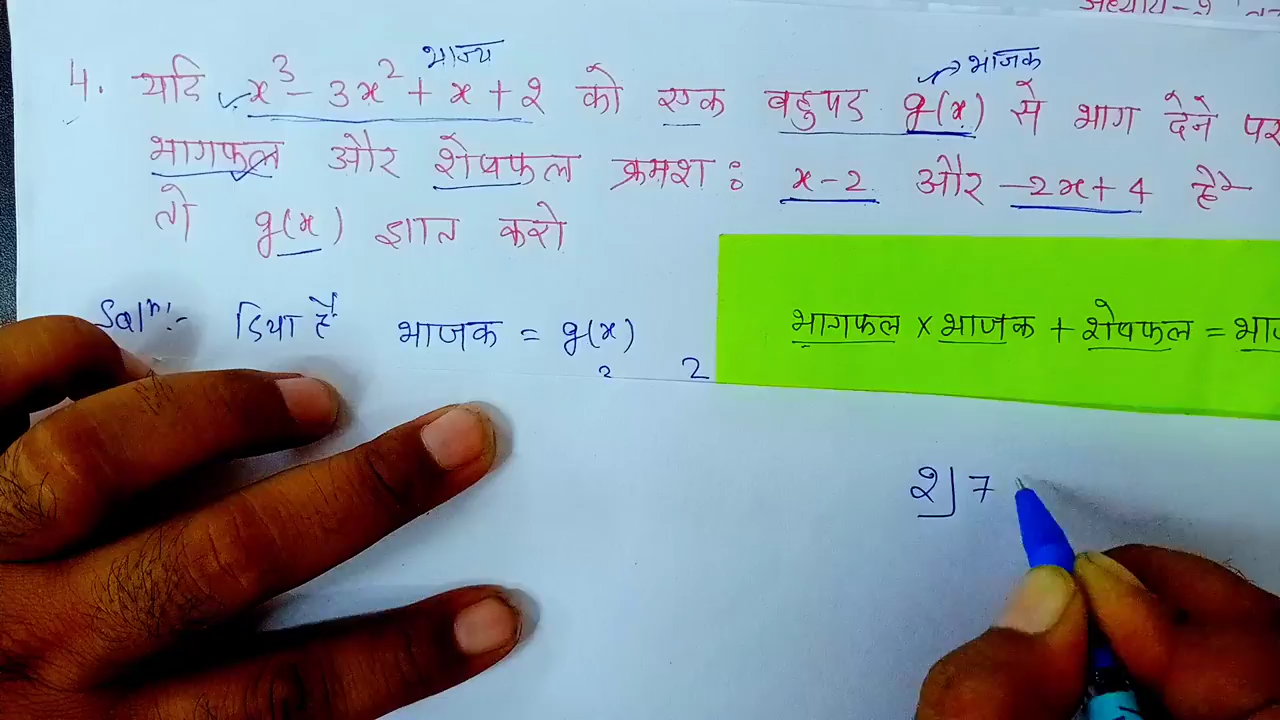 भाज्य भाजक
4. यदि x³ - 3x² + x + 2 को एक बहुपद g(x) से भाग देने पर
भागफल और शेषफल क्रमश: x-2 और -2x+4 है
तो g(x) ज्ञात करो
Solⁿ:- दिया है भाजक = g(x)
भागफल x भाजक + शेषफल =
2 2
2 7